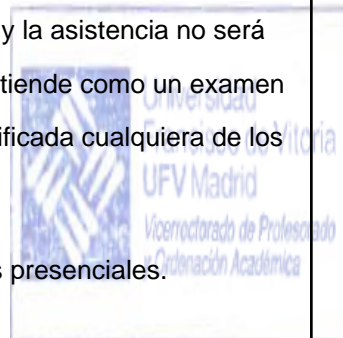 y la asistencia no será
tiende como un examen
ificada cualquiera de los
s presenciales.
Universidad
Francisco de Vitoria
UFV Madrid
Vicerrectorado de Profesorado
y Ordenación Académica